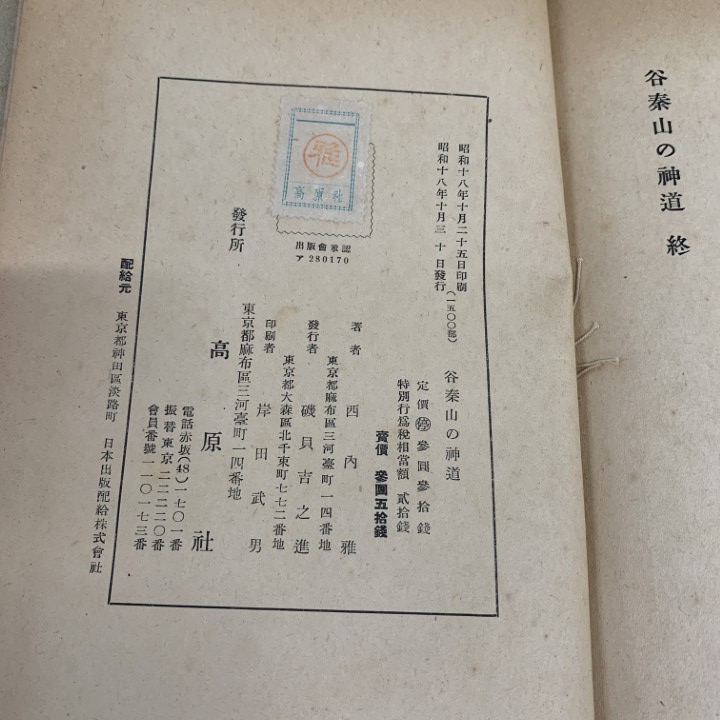 谷秦山の神道 終
昭和十八年十月二十五日印刷
昭和十八年十月三十日發行
(一五〇〇部)
谷秦山の神道
定價 停 參圓參拾錢
特別行爲稅相當額 貳拾錢
賣價 參圓五拾錢
著者 西內雅
東京都麻布區三河臺町一四番地
發行者 磯貝吉之進
東京都大森區北千束町七七二番地
印刷者 岸田武男
東京都麻布區三河臺町一四番地
發行所 高原社
電話赤坂(48)一七〇一番
振替東京二二二二〇番
會員番號一一〇一七三番
雅
高原社
出版會承認
ア280170
配給元 東京都神田區淡路町 日本出版配給株式會社